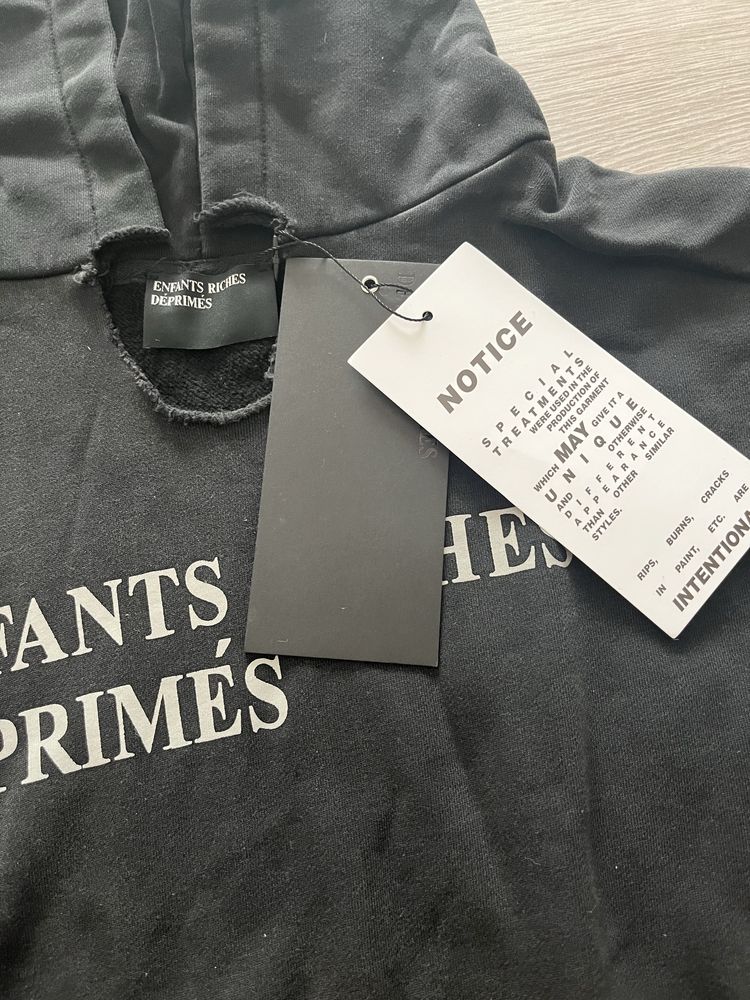 ENFANTS RICHES
DÉPRIMÉS
NOTICE
SPECIAL
TREATMENTS
WERE USED IN THE
PRODUCTION OF
THIS GARMENT
WHICH MAY GIVE IT A
UNIQUE
AND OTHERWISE
DIFFERENT
APPEARANCE
THAN OTHER SIMILAR
STYLES.
RIPS, BURNS, CRACKS
IN PAINT, ETC. ARE
INTENTIONA
FANTS HES
PRIMÉS